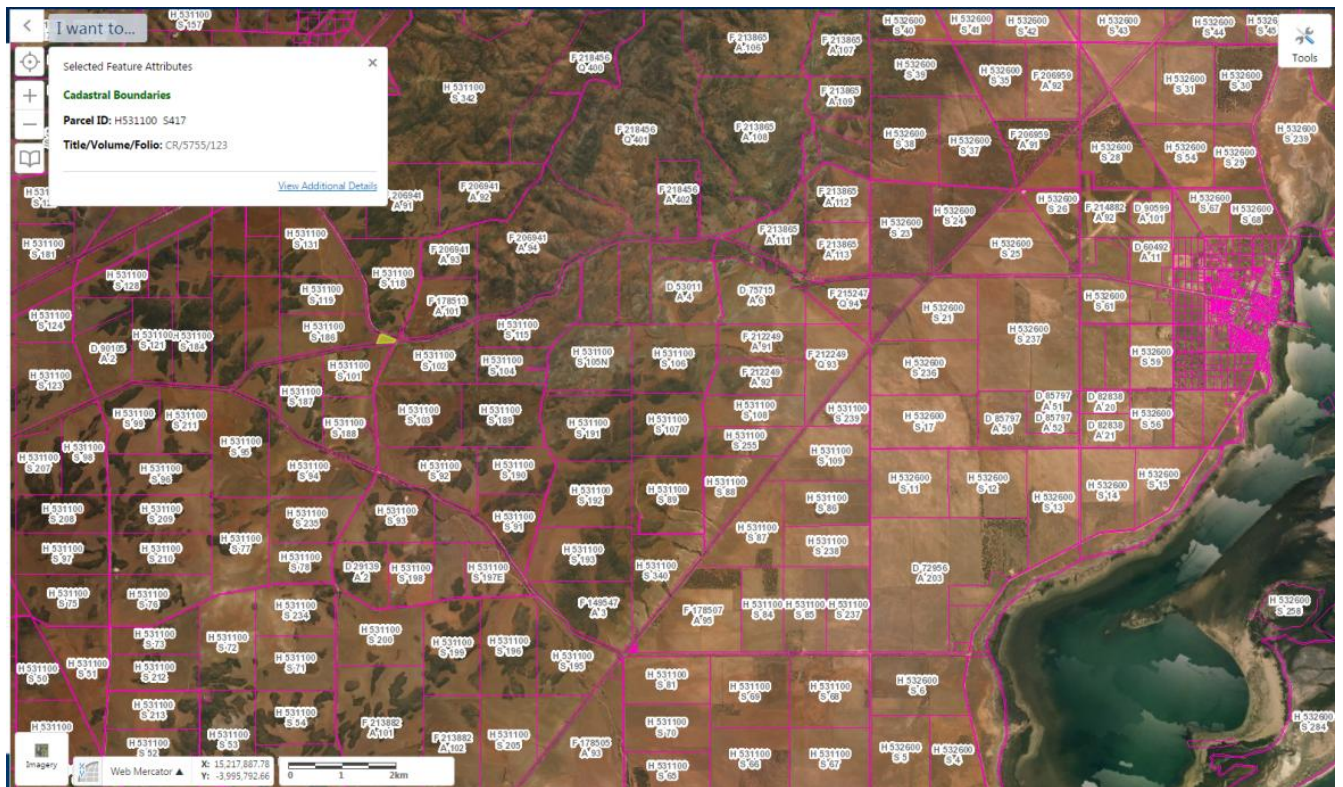 I want to...
Tools
Selected Feature Attributes
Cadastral Boundaries
Parcel ID: H531100 S417
Title/Volume/Folio: CR/5755/123
View Additional Details
S 157
H 531100
S 342
F 218456
Q 400
F 213865
A 106
F 213865
A 107
H 532600
S 40
H 532600
S 41
H 532600
S 42
H 532600
S 43
H 532600
S 44
S 45
H 532600
S 39
H 532600
S 35
F 206959
A 92
H 532600
S 31
H 532600
S 30
F 213865
A 109
F 218456
Q 401
F 213865
A 108
H 532600
S 38
H 532600
S 37
F 206959
A 91
H 532600
S 28
H 532600
S 54
H 532600
S 29
H 532600
S 239
F 206941
A 91
F 206941
A 92
F 218456
A 402
F 213865
A 112
H 532600
S 23
H 532600
S 24
H 532600
S 26
F 214882
A 92
D 90599
A 101
H 532600
S 67
H 532600
S 68
H 531100
S 181
H 531100
S 131
F 206941
A 93
F 206941
A 94
F 213865
A 111
F 213865
A 113
H 532600
S 25
D 60492
A 11
H 531100
S 128
H 531100
S 119
H 531100
S 118
F 178513
A 101
D 53011
A 4
D 75715
A 6
F 215247
Q 94
H 532600
S 21
H 532600
S 61
H 531100
S 124
D 90105
A 2
H 531100
S 121
H 531100
S 184
H 531100
S 186
H 531100
S 115
H 532600
S 237
H 531100
S 123
H 531100
S 101
H 531100
S 102
H 531100
S 104
H 531100
S 105N
H 531100
S 106
F 212249
A 91
F 212249
Q 93
H 532600
S 236
H 532600
S 59
F 212249
A 92
H 531100
S 187
H 531100
S 99
H 531100
S 211
H 531100
S 188
H 531100
S 103
H 531100
S 189
H 531100
S 191
H 531100
S 107
H 531100
S 108
H 531100
S 239
H 532600
S 17
D 85797
A 50
D 85797
A 51
D 85797
A 52
D 82838
A 20
D 82838
A 21
H 532600
S 56
H 531100
S 207
H 531100
S 98
H 531100
S 95
H 531100
S 255
H 531100
S 109
H 531100
S 96
H 531100
S 94
H 531100
S 92
H 531100
S 190
H 531100
S 192
H 531100
S 89
H 531100
S 88
H 532600
S 11
H 532600
S 12
H 532600
S 13
H 532600
S 14
H 532600
S 15
H 531100
S 208
H 531100
S 209
H 531100
S 235
H 531100
S 93
H 531100
S 91
H 531100
S 86
H 531100
S 87
H 531100
S 97
H 531100
S 210
H 531100
S 77
H 531100
S 78
D 29139
A 2
H 531100
S 198
H 531100
S 197E
H 531100
S 193
H 531100
S 340
H 531100
S 238
D 72956
A 203
H 531100
S 75
H 531100
S 76
H 531100
S 234
F 149547
A 3
F 178507
A 95
H 531100
S 84
H 531100
S 85
H 531100
S 237
H 532600
S 258
H 531100
S 73
H 531100
S 72
H 531100
S 200
H 531100
S 199
H 531100
S 196
H 531100
S 195
H 531100
S 50
H 531100
S 51
H 531100
S 212
H 531100
S 71
H 531100
S 81
H 531100
S 69
H 531100
S 68
H 532600
S 6
H 531100
S 213
H 531100
S 54
H 531100
F 213882
A 101
H 531100
S 70
H 532600
S 284
H 531100
S 52
H 531100
S 53
F 213882
A 102
H 531100
S 205
F 178505
A 93
H 531100
S 65
H 531100
S 66
H 531100
S 67
H 532600
S 5
H 532600
S 4
Imagery
Web Mercator ▲
X: 15,217,887.78
Y: -3,995,792.66
0 1 2km